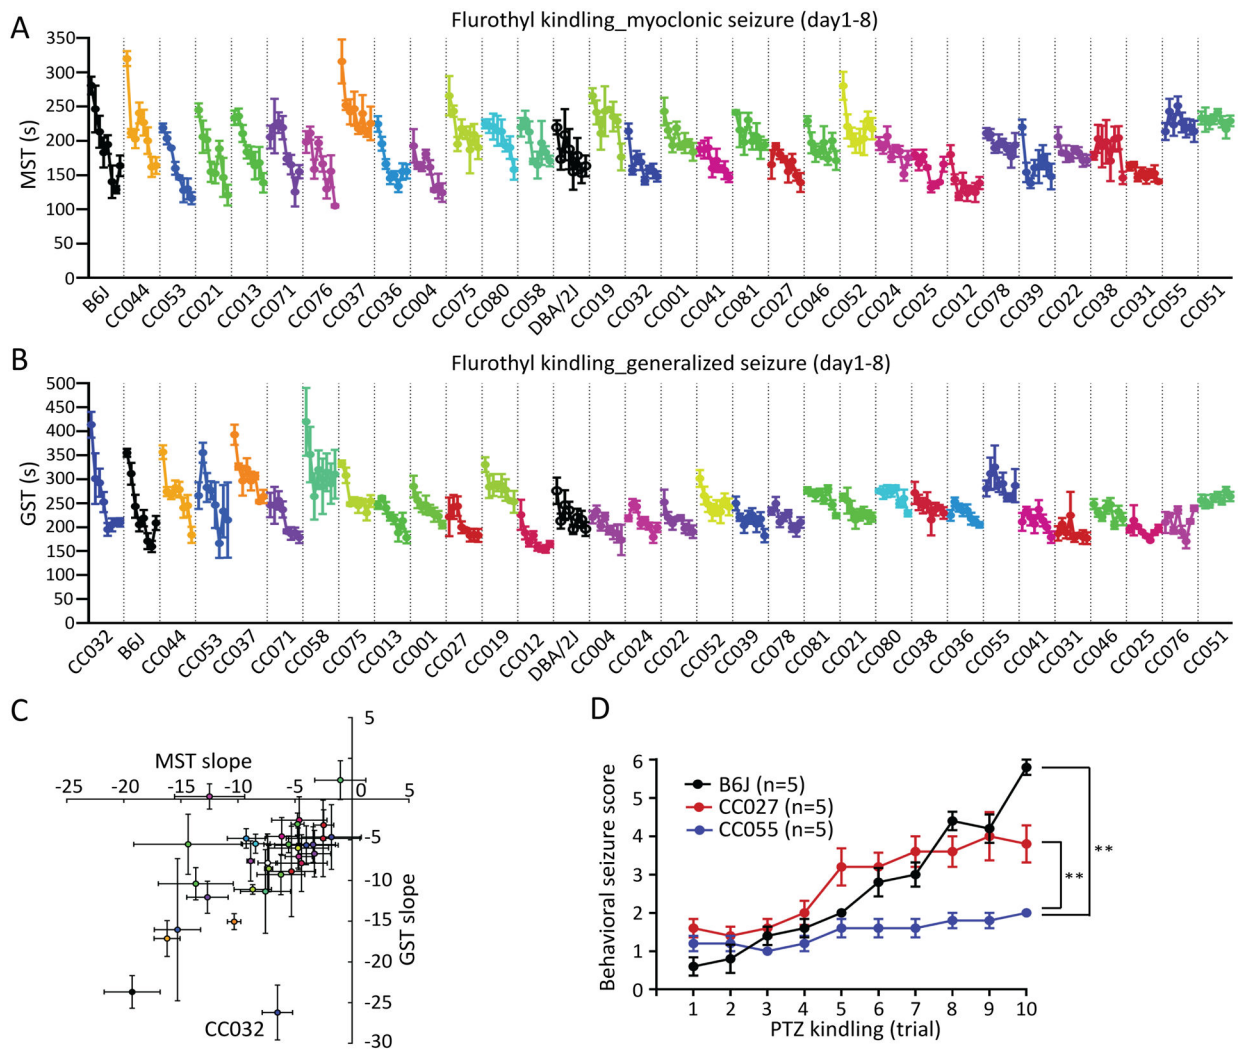 A
Flurothyl kindling_myoclonic seizure (day1-8)
MST (s)
350
300
250
200
150
100
50
0
B6J CC044 CC053 CC021 CC013 CC071 CC076 CC037 CC036 CC004 CC075 CC080 CC058 DBA/2J CC019 CC032 CC001 CC041 CC081 CC027 CC046 CC052 CC024 CC025 CC012 CC078 CC039 CC022 CC038 CC031 CC055 CC051
B
Flurothyl kindling_generalized seizure (day1-8)
GST (s)
500
450
400
350
300
250
200
150
100
50
0
CC032 B6J CC044 CC053 CC037 CC071 CC058 CC075 CC013 CC001 CC027 CC019 CC012 DBA/2J CC004 CC024 CC022 CC052 CC039 CC078 CC081 CC021 CC080 CC038 CC036 CC055 CC041 CC031 CC046 CC025 CC076 CC051
C
MST slope
-25 -20 -15 -10 -5 5
GST slope
5
-5
-10
-15
-20
-25
-30
CC032
D
Behavioral seizure score
6
5
4
3
2
1
0
B6J (n=5)
CC027 (n=5)
CC055 (n=5)
**
**
1 2 3 4 5 6 7 8 9 10
PTZ kindling (trial)